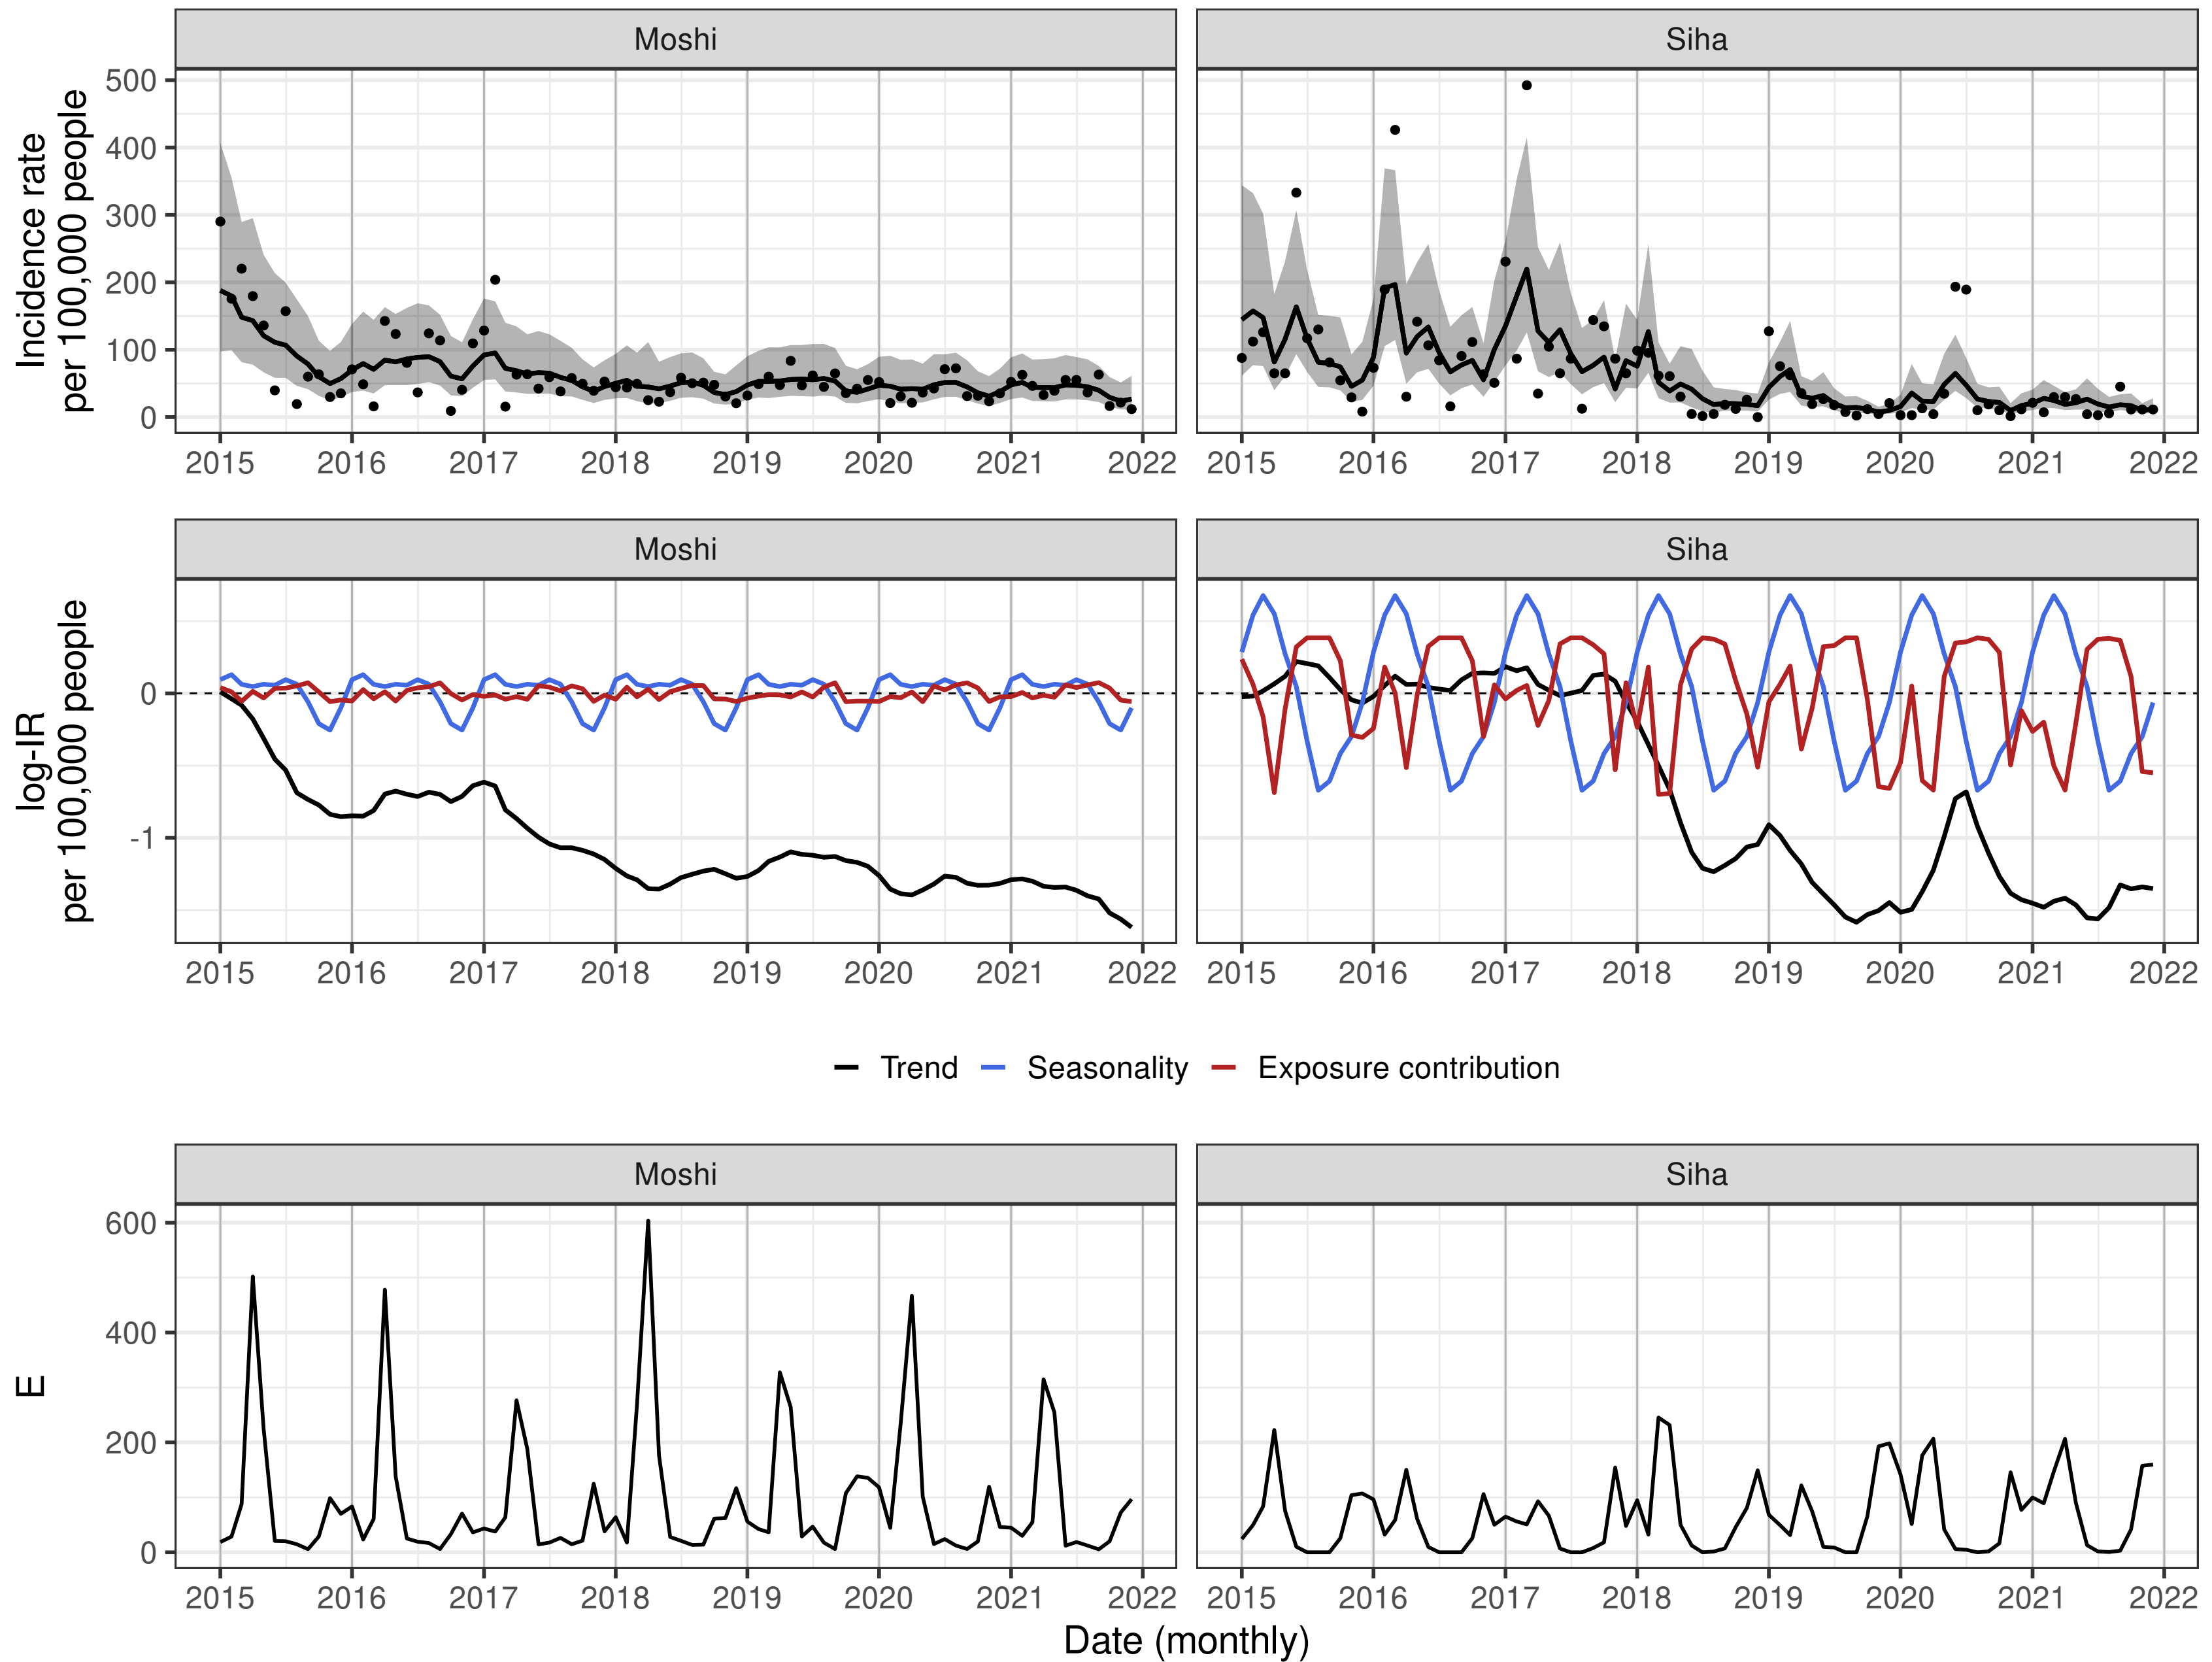 Moshi
Siha
Incidence rate
per 100,000 people
500
400
300
200
100
0
2015 2016 2017 2018 2019 2020 2021 2022
2015 2016 2017 2018 2019 2020 2021 2022
Moshi
Siha
log-IR
per 100,000 people
0
-1
2015 2016 2017 2018 2019 2020 2021 2022
2015 2016 2017 2018 2019 2020 2021 2022
Trend Seasonality Exposure contribution
Moshi
Siha
E
600
400
200
0
2015 2016 2017 2018 2019 2020 2021 2022
2015 2016 2017 2018 2019 2020 2021 2022
Date (monthly)